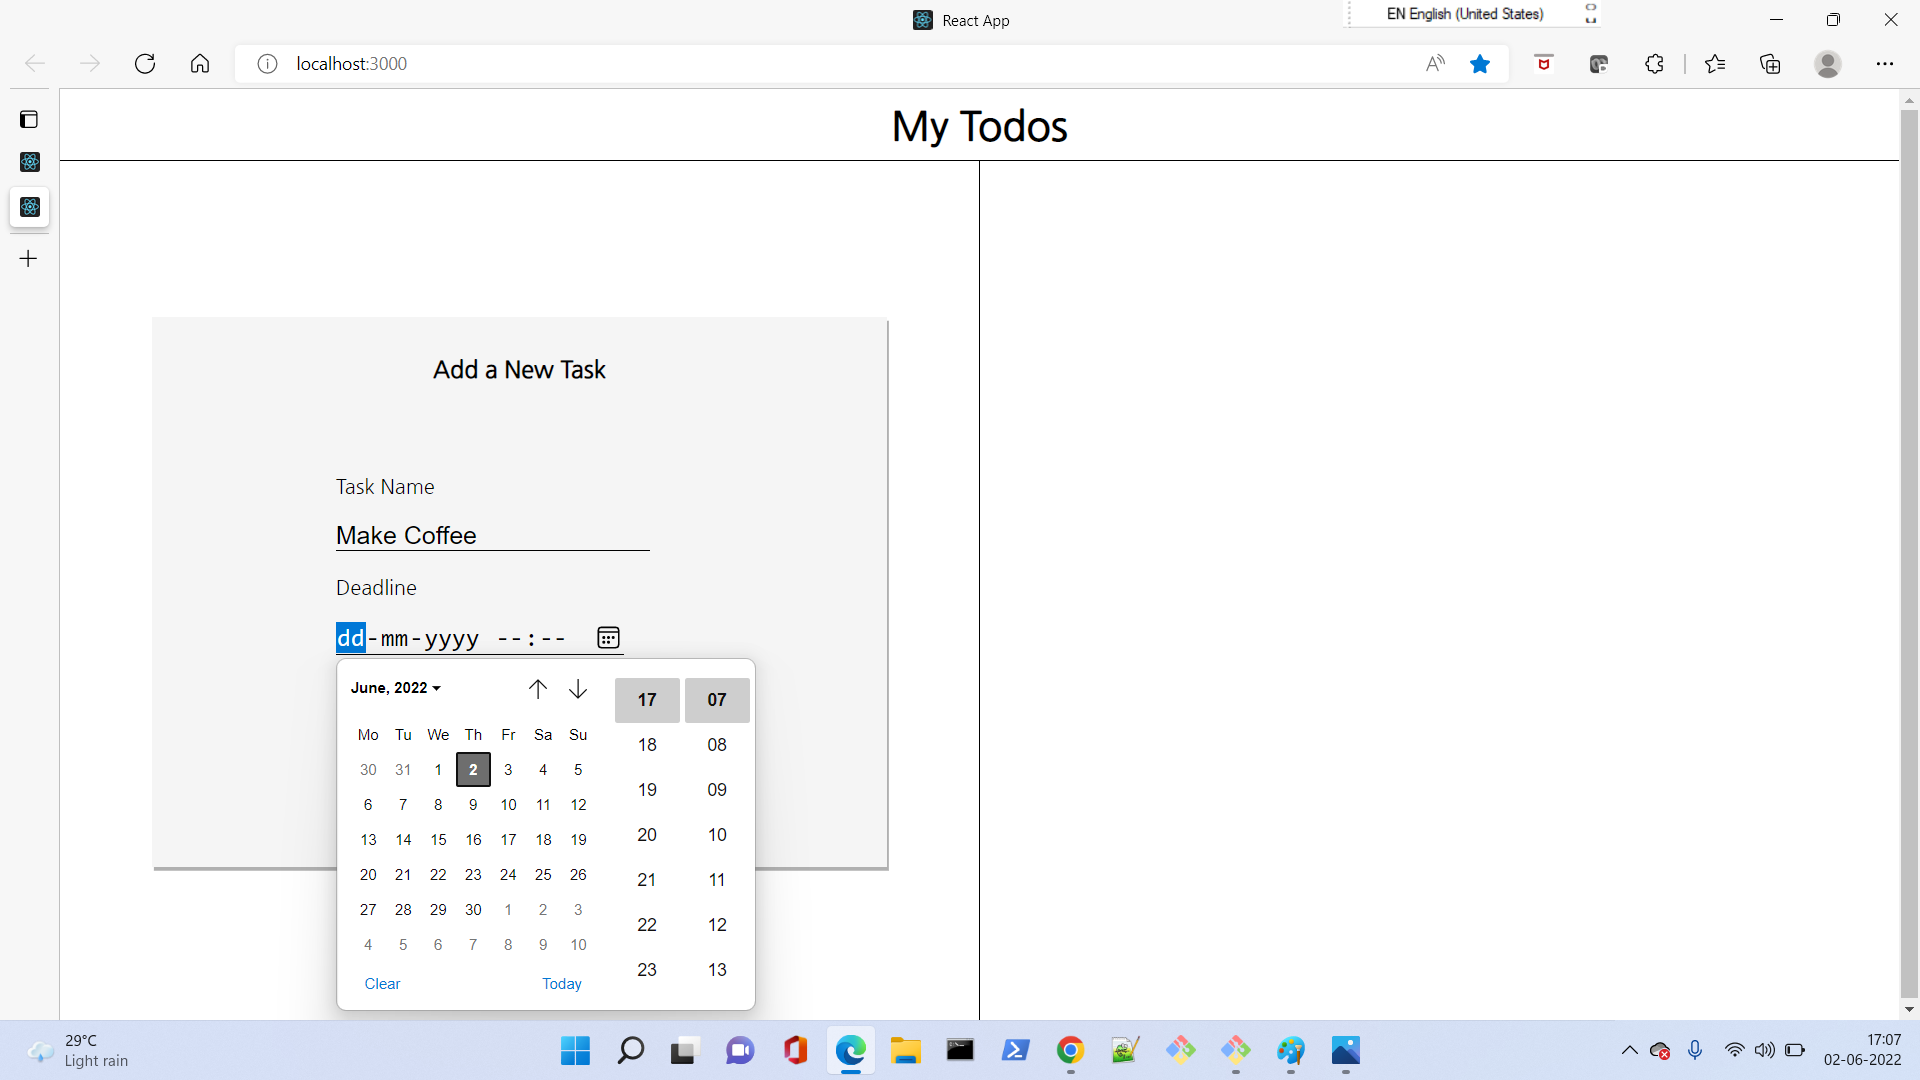 React App
EN English (United States)
localhost:3000
My Todos
Add a New Task
Task Name
Make Coffee
Deadline
dd-mm-yyyy --:--
June, 2022
17 07
Mo Tu We Th Fr Sa Su
18 08
30 31 1 2 3 4 5
19 09
6 7 8 9 10 11 12
20 10
13 14 15 16 17 18 19
21 11
20 21 22 23 24 25 26
22 12
27 28 29 30 1 2 3
23 13
4 5 6 7 8 9 10
Clear Today
29°C
Light rain
17:07
02-06-2022